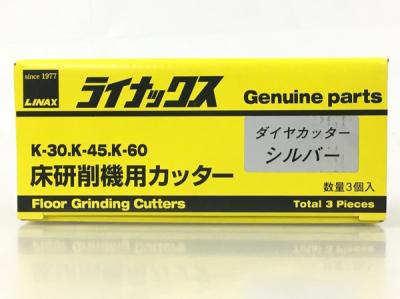 since 1977
LINAX
ライナックス
Genuine parts
K-30.K-45.K-60
床研削機用カッター
ダイヤカッター
シルバー
数量3個入
Floor Grinding Cutters
Total 3 Pieces